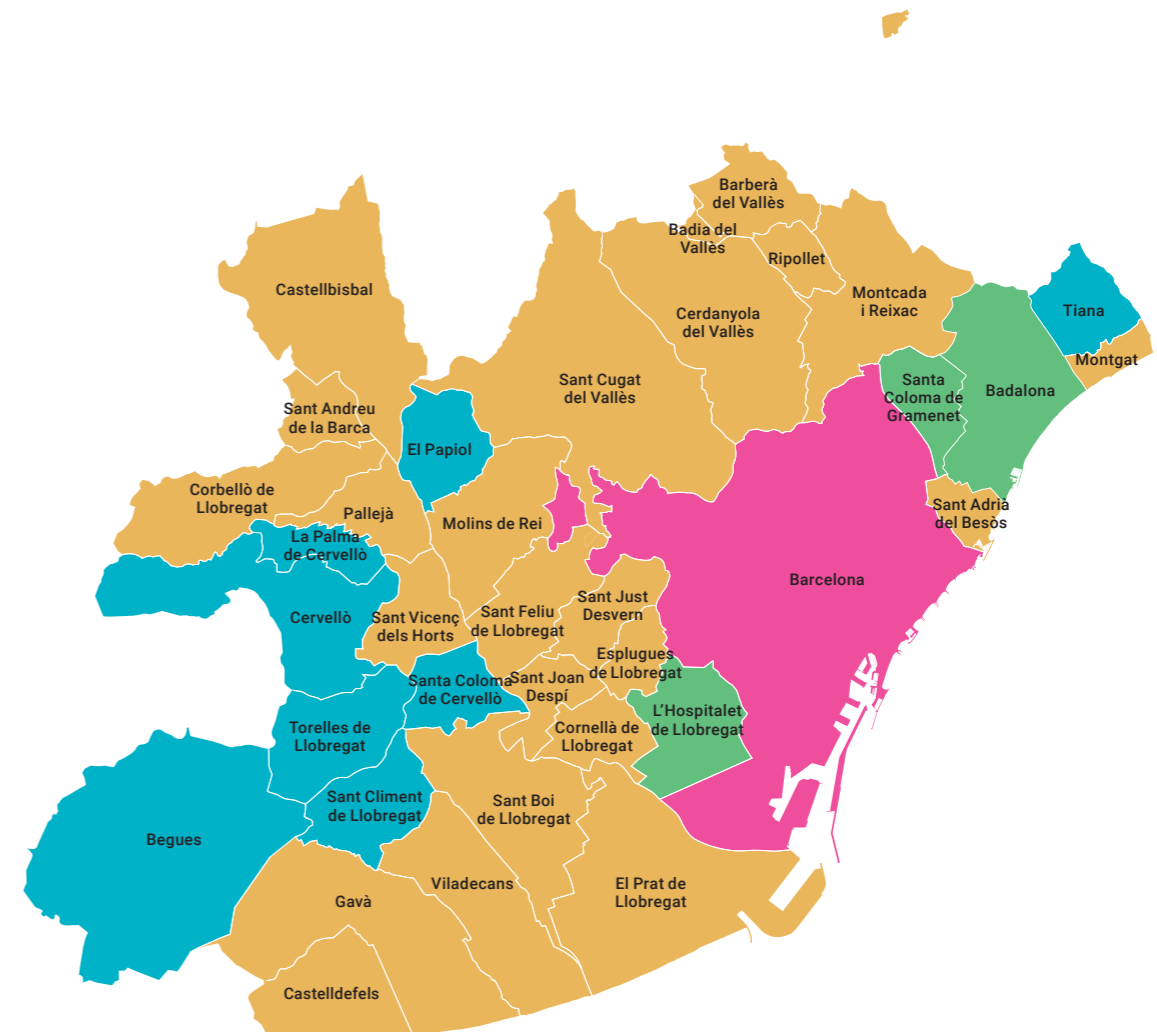 Barberà
del Vallès
Badia del
Vallès
Ripollet
Castellbisbal
Montcada
i Reixac
Tiana
Cerdanyola
del Vallès
Montgat
Sant Cugat
del Vallès
Santa
Coloma de
Gramenet
Badalona
Sant Andreu
de la Barca
El Papiol
Corbellò de
Llobregat
Pallejà
Molins de Rei
Sant Adrià
del Besòs
La Palma
de Cervellò
Barcelona
Cervellò
Sant Vicenç
dels Horts
Sant Feliu
de Llobregat
Sant Just
Desvern
Esplugues
de Llobregat
Santa Coloma
de Cervellò
Sant Joan
Despí
L'Hospitalet
de Llobregat
Torelles de
Llobregat
Cornellà de
Llobregat
Sant Climent
de Llobregat
Sant Boi
de Llobregat
Begues
Viladecans
El Prat de
Llobregat
Gavà
Castelldefels